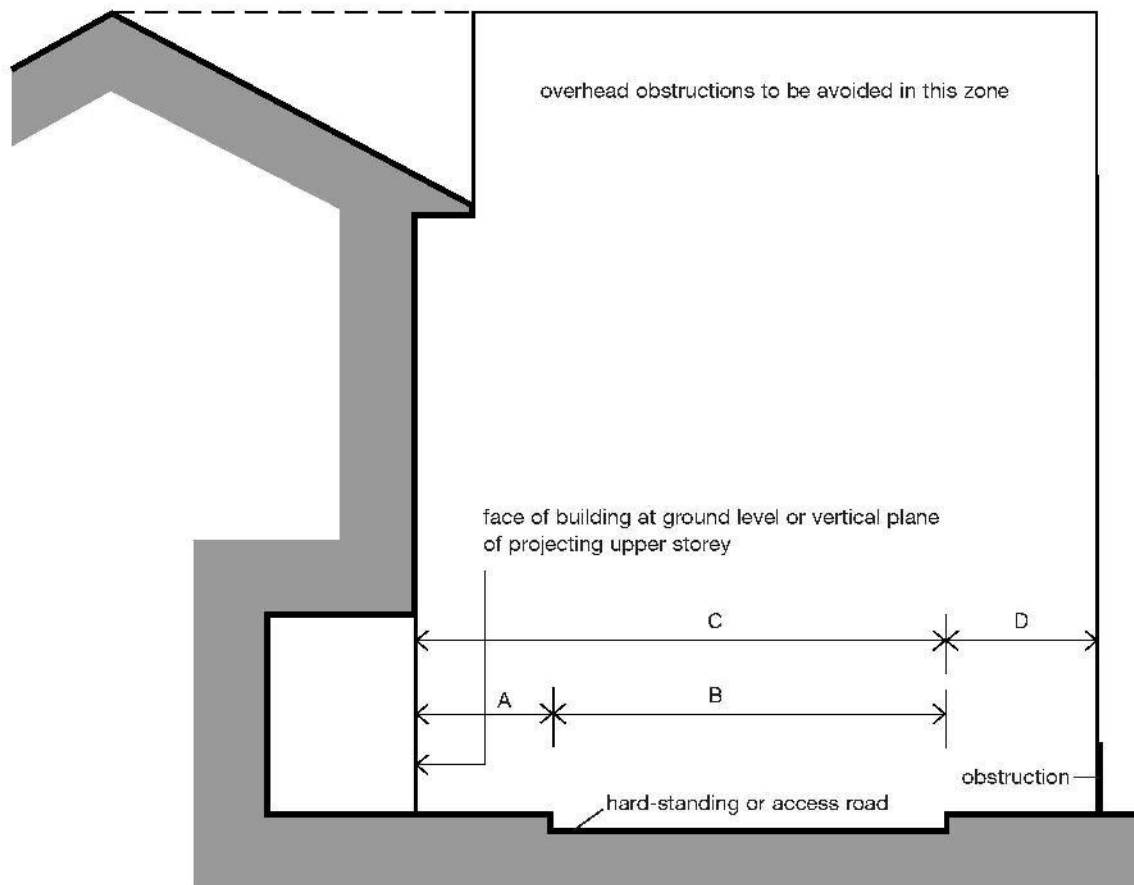 overhead obstructions to be avoided in this zone
face of building at ground level or vertical plane
of projecting upper storey
C
D
A
B
obstruction
hard-standing or access road